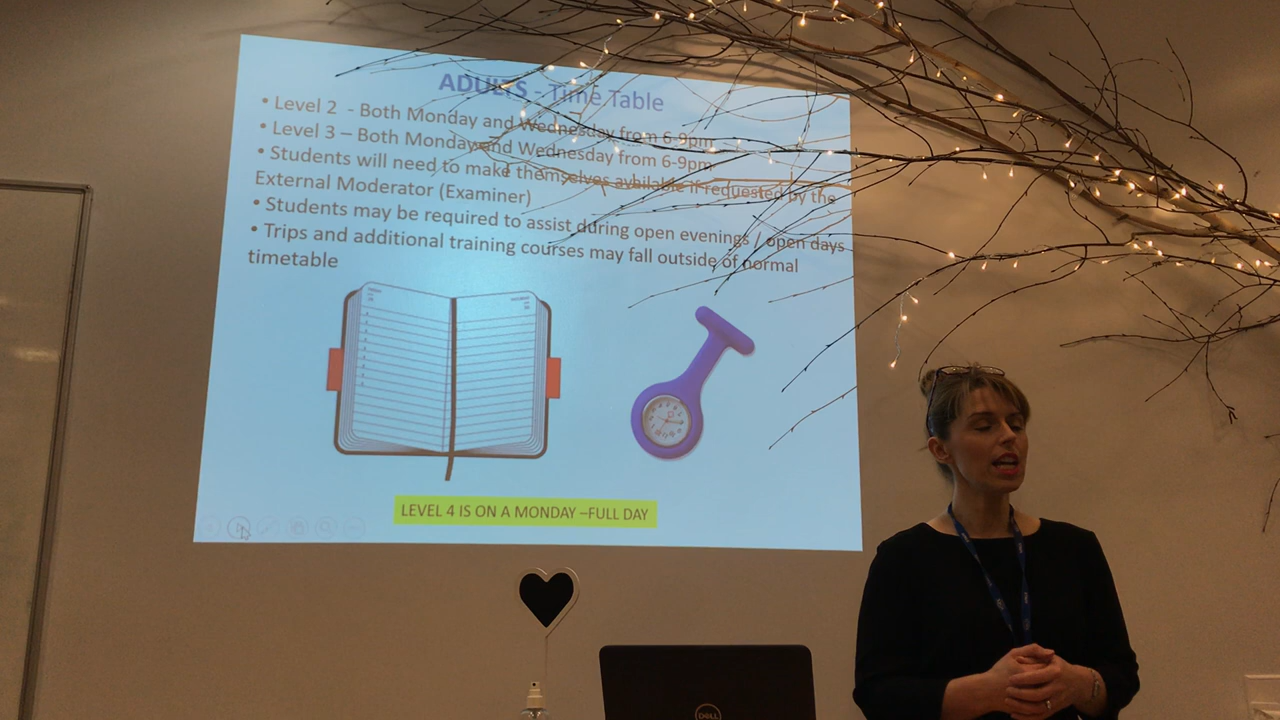 ADULTS - Time Table
• Level 2 - Both Monday and Wednesday from 6-9pm
• Level 3 – Both Monday and Wednesday from 6-9pm
• Students will need to make themselves available if requested by the
External Moderator (Examiner)
• Students may be required to assist during open evenings / open days
• Trips and additional training courses may fall outside of normal
timetable
LEVEL 4 IS ON A MONDAY –FULL DAY
DELL